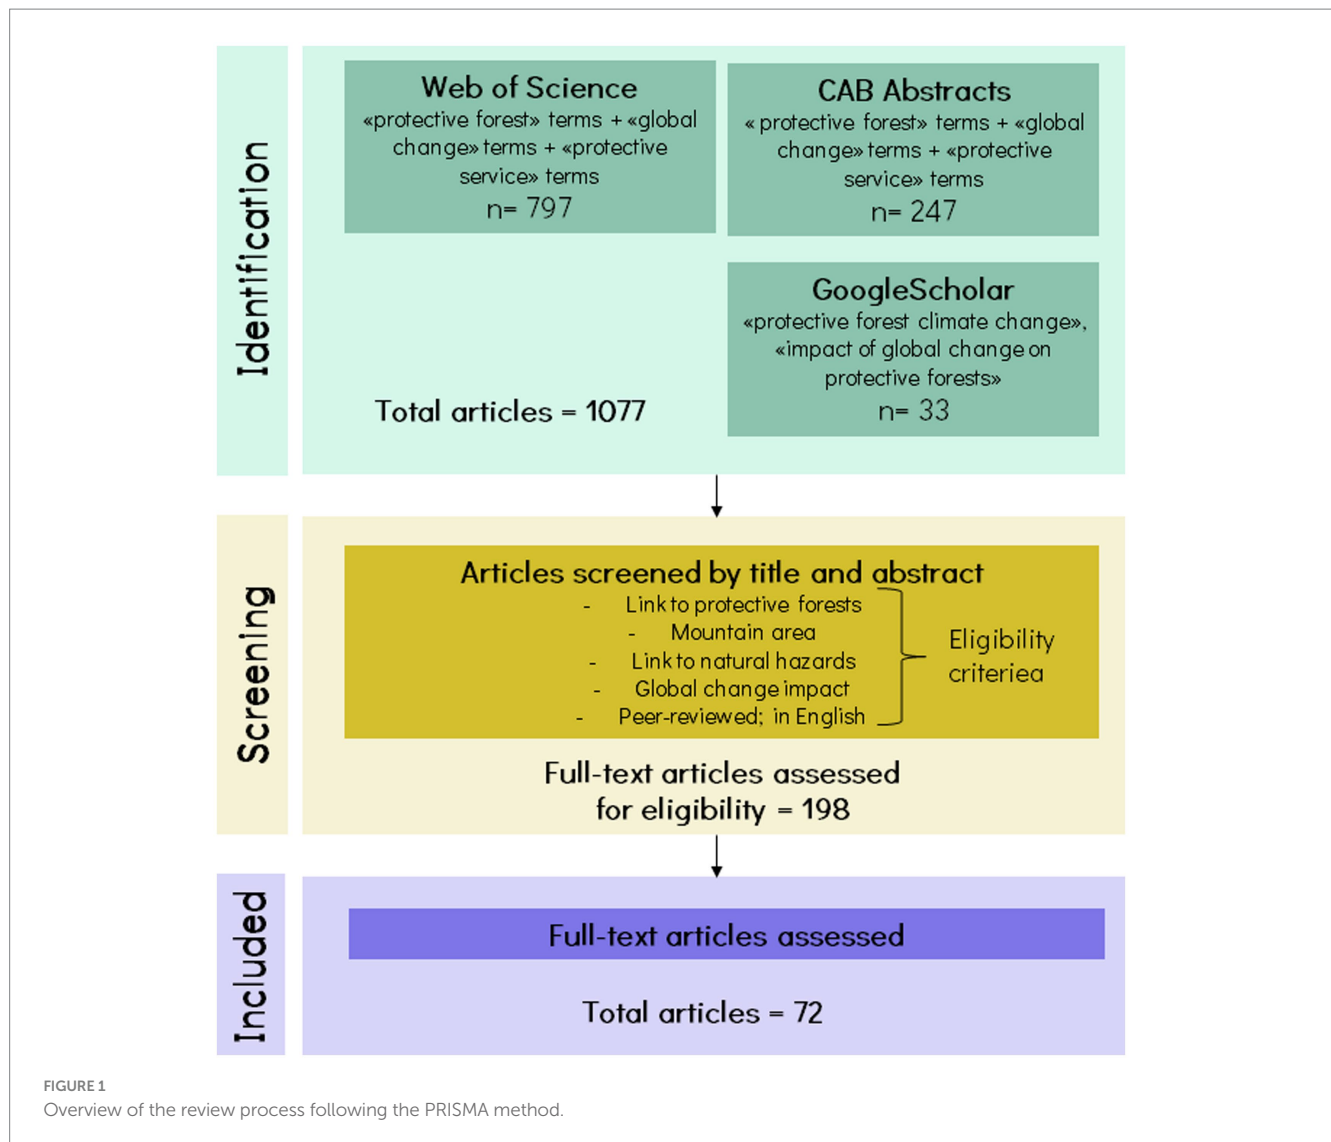 Identification
Web of Science
«protective forest» terms + «global
change» terms + «protective
service» terms
n= 797
CAB Abstracts
« protective forest» terms + «global
change» terms + «protective
service» terms
n= 247
GoogleScholar
«protective forest climate change»,
«impact of global change on
protective forests»
n= 33
Total articles = 1077
Screening
Articles screened by title and abstract
- Link to protective forests
- Mountain area
- Link to natural hazards
- Global change impact
- Peer-reviewed; in English
Eligibility
criteriea
Full-text articles assessed
for eligibility = 198
Included
Full-text articles assessed
Total articles = 72
FIGURE 1
Overview of the review process following the PRISMA method.